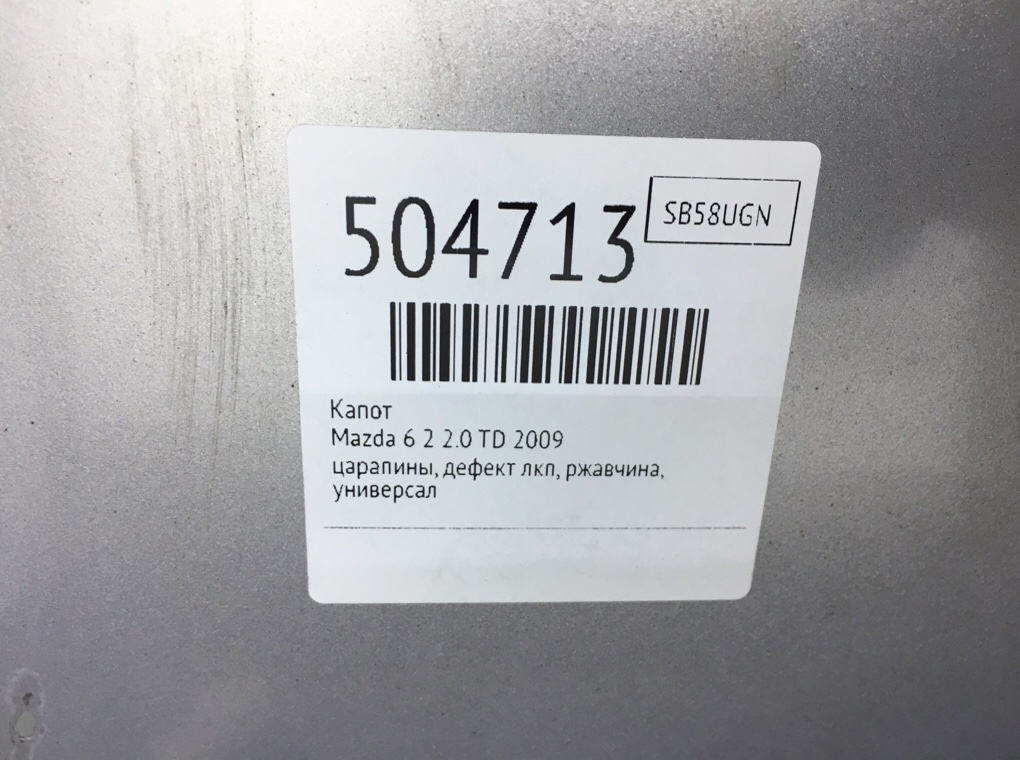 504713
SB58UGN
Капот
Mazda 6 2 2.0 TD 2009
царапины, дефект лкп, ржавчина,
универсал